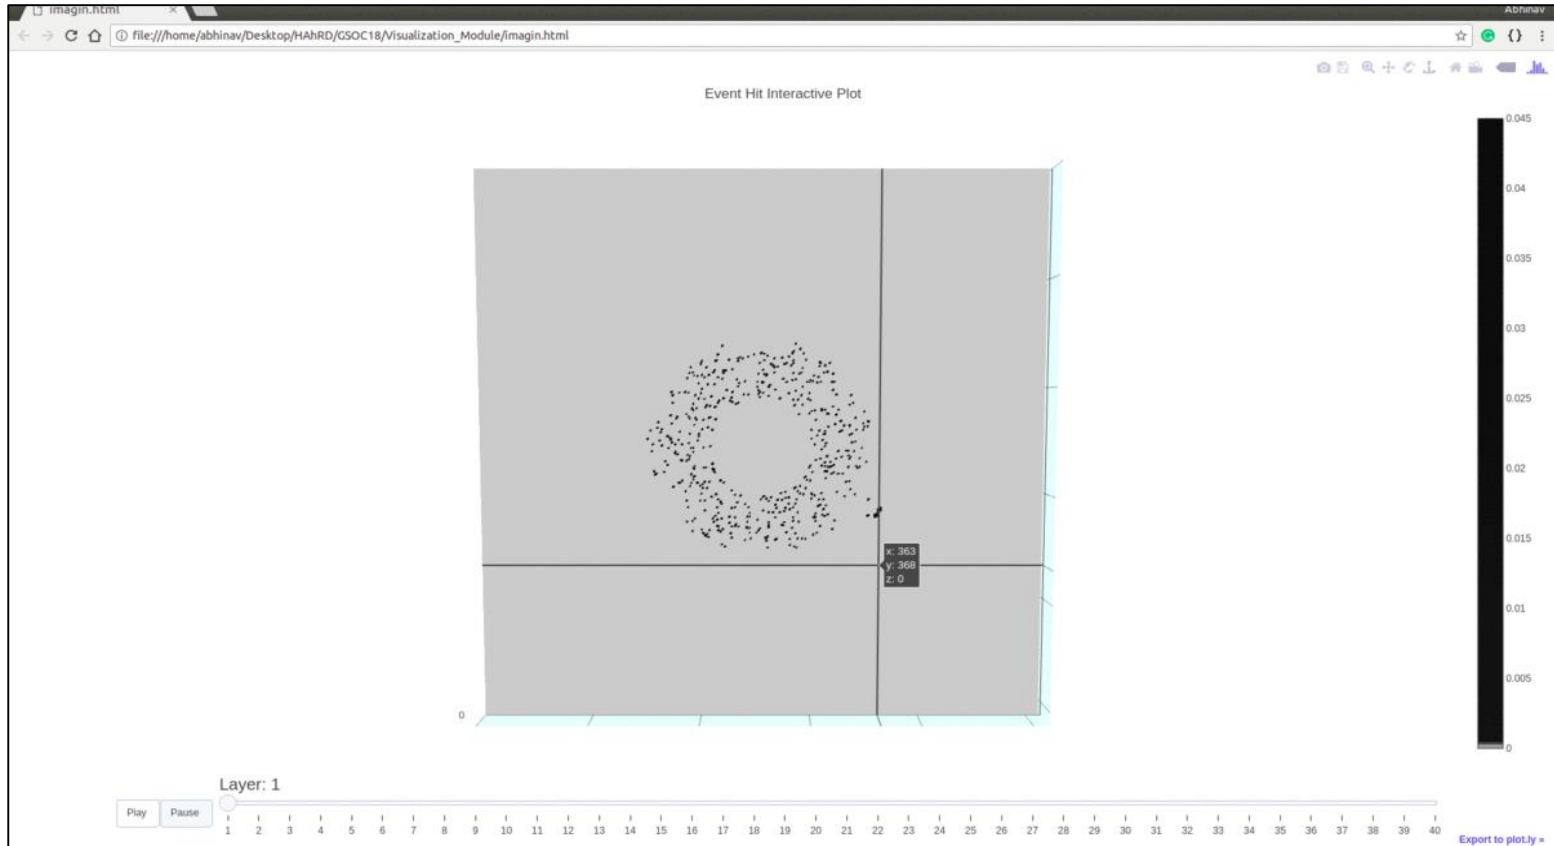 imagin.html ×
Abhinav
file:///home/abhinav/Desktop/HAhRD/GSOC18/Visualization_Module/imagin.html
Event Hit Interactive Plot
0.045
0.04
0.035
0.03
0.025
0.02
0.015
0.01
0.005
0
x: 363
y: 368
z: 0
0
Layer: 1
Play Pause
1 2 3 4 5 6 7 8 9 10 11 12 13 14 15 16 17 18 19 20 21 22 23 24 25 26 27 28 29 30 31 32 33 34 35 36 37 38 39 40
Export to plot.ly »